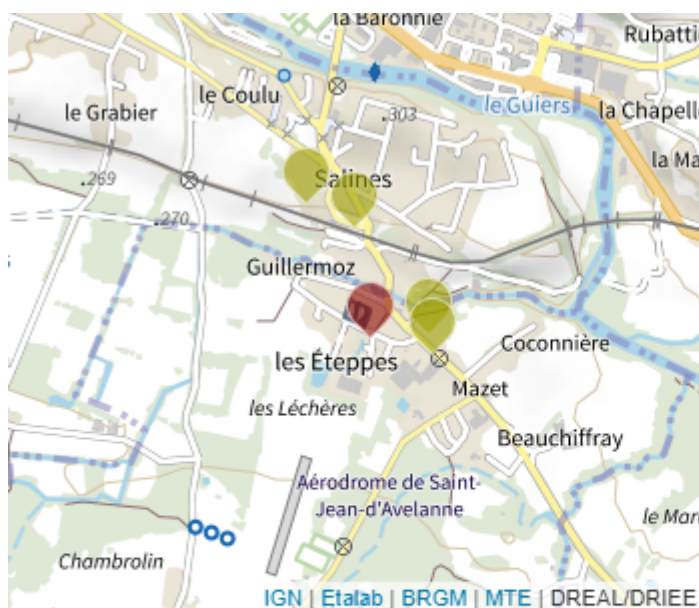 la Baronnie
Rubatti
le Grabier
le Coulu
le Guiers
.303
la Chapell
la Ma
.269
Salines
.270
Guillermoz
les Éteppes
Coconnière
Mazet
les Léchères
Beauchiffray
Aérodrome de Saint-
Jean-d'Avelanne
le Mar
Chambrolin
IGN | Etalab | BRGM | MTE | DREAL/DRIEE